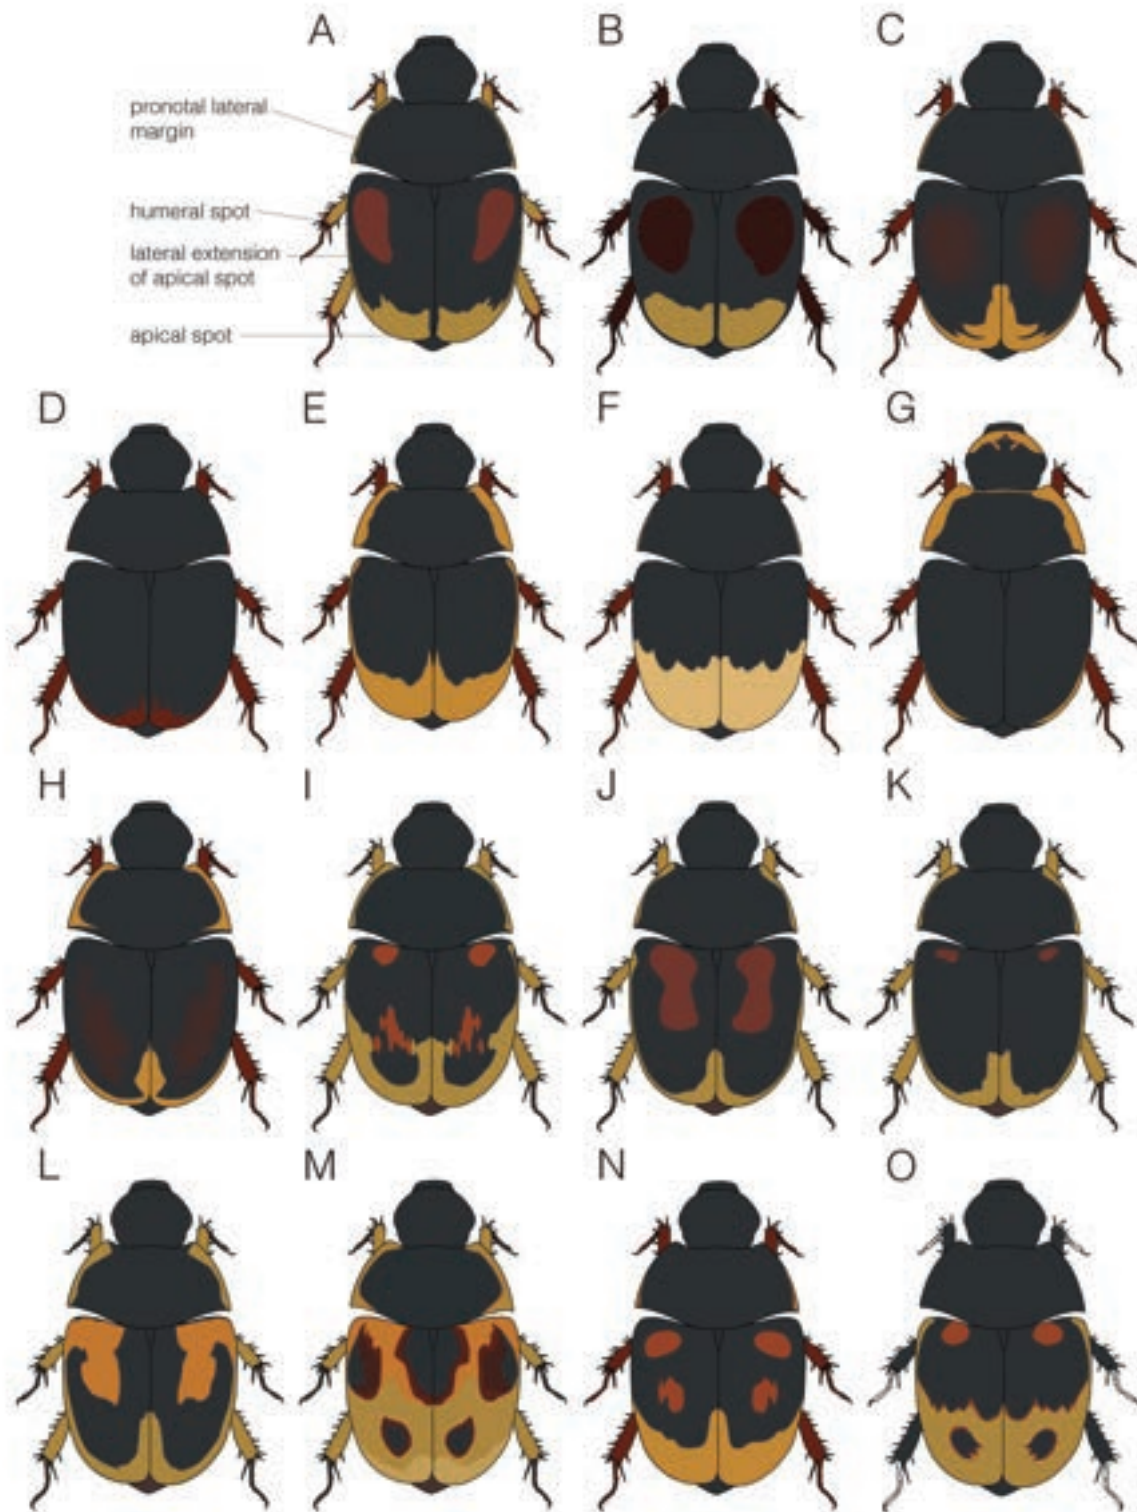 A
B
C
pronotal lateral
margin
humeral spot
lateral extension
of apical spot
apical spot
D
E
F
G
H
I
J
K
L
M
N
O